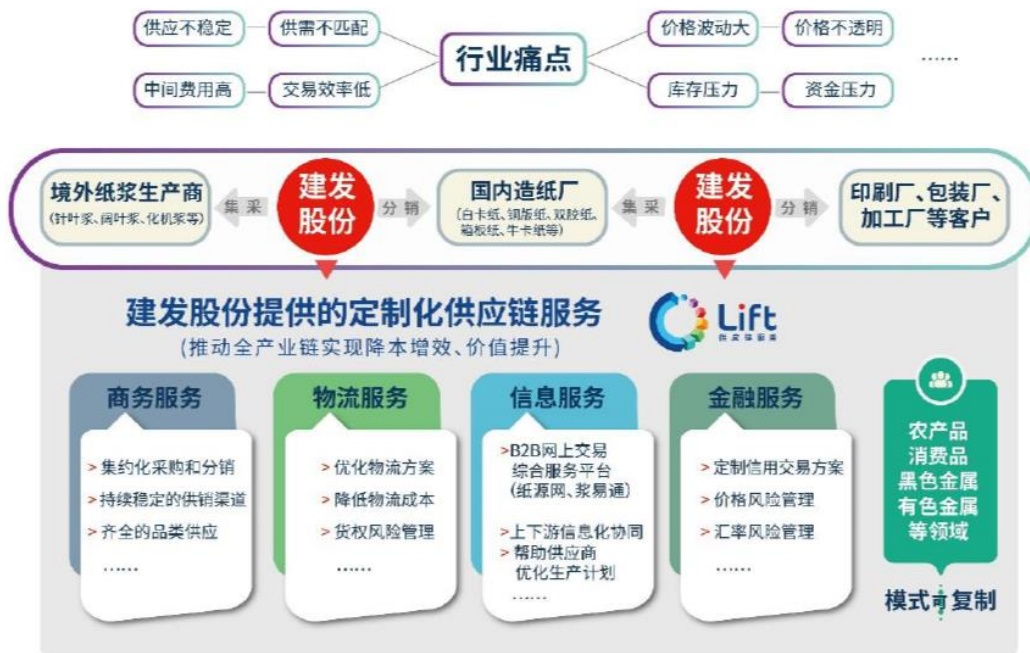 供应不稳定 供需不匹配 行业痛点 价格波动大 价格不透明
中间费用高 交易效率低 库存压力 资金压力 ……
境外纸浆生产商
(针叶浆、阔叶浆、化机浆等)
集采
建发
股份
分销
国内造纸厂
(白卡纸、铜版纸、双胶纸、
箱板纸、牛卡纸等)
集采
建发
股份
分销
印刷厂、包装厂、
加工厂等客户
建发股份提供的定制化供应链服务
(推动全产业链实现降本增效、价值提升)
Lift
供应链服务
商务服务
> 集约化采购和分销
> 持续稳定的供销渠道
> 齐全的品类供应
……
物流服务
> 优化物流方案
> 降低物流成本
> 货权风险管理
……
信息服务
>B2B网上交易
综合服务平台
(纸源网、浆易通)
>上下游信息化协同
> 帮助供应商
优化生产计划
……
金融服务
> 定制信用交易方案
> 价格风险管理
> 汇率风险管理
……
农产品
消费品
黑色金属
有色金属
等领域
模式可复制